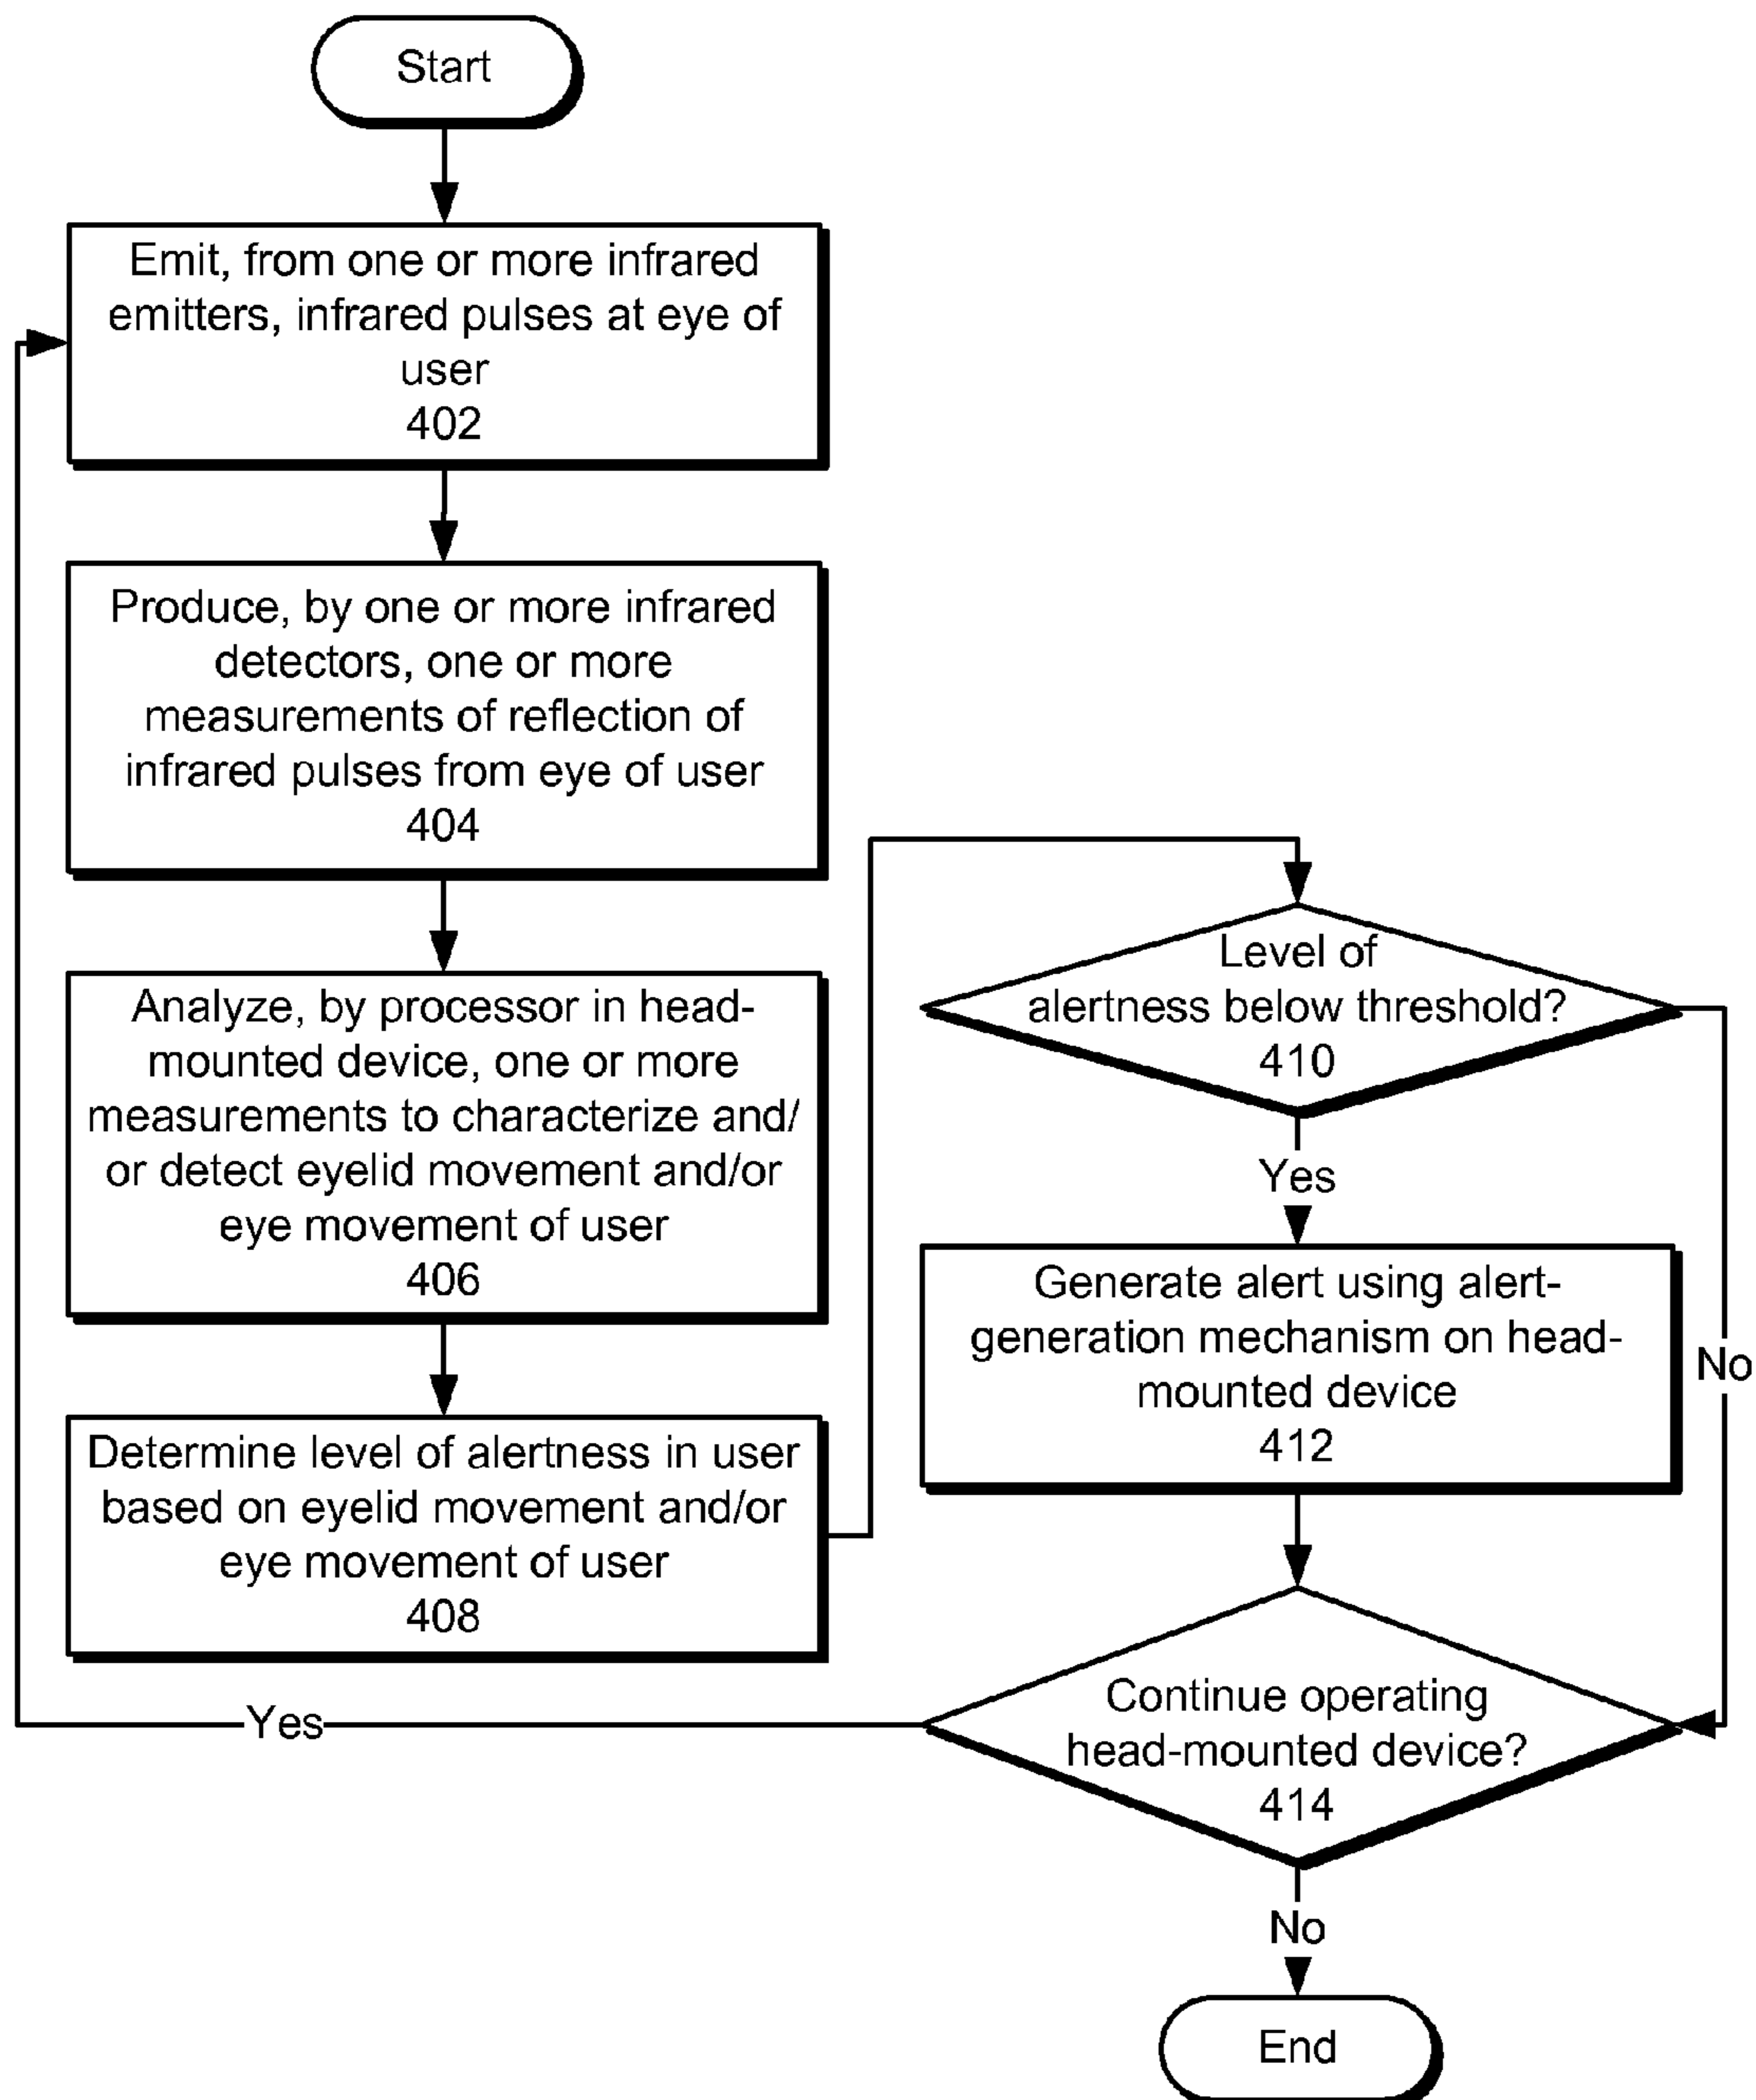 Start
Emit, from one or more infrared
emitters, infrared pulses at eye of
user
402
Produce, by one or more infrared
detectors, one or more
measurements of reflection of
infrared pulses from eye of user
404
Analyze, by processor in head-
mounted device, one or more
measurements to characterize and/
or detect eyelid movement and/or
eye movement of user
406
Determine level of alertness in user
based on eyelid movement and/or
eye movement of user
408
Level of
alertness below threshold?
410
Yes
No
Generate alert using alert-
generation mechanism on head-
mounted device
412
Continue operating
head-mounted device?
414
Yes
No
End